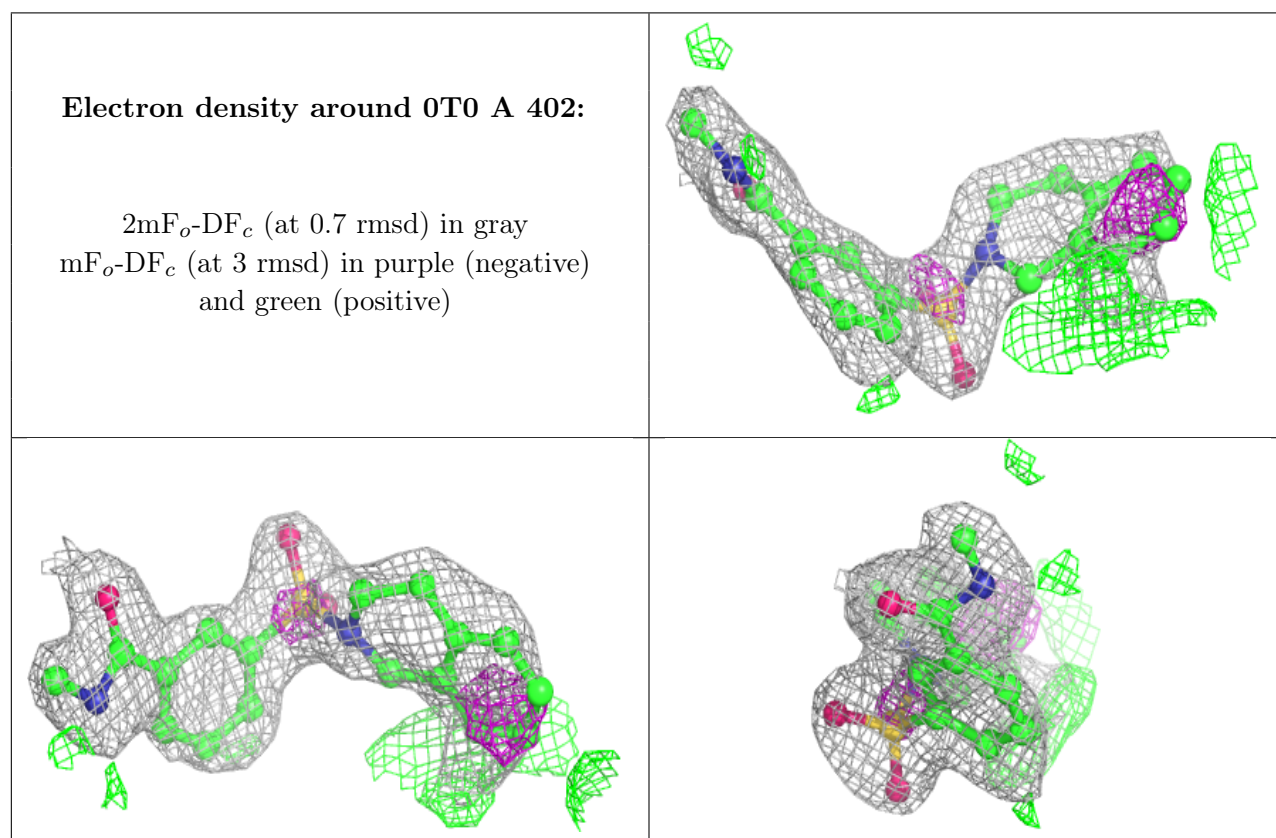 Electron density around 0T0 A 402:
2mFo-DFc (at 0.7 rmsd) in gray
mFo-DFc (at 3 rmsd) in purple (negative)
and green (positive)